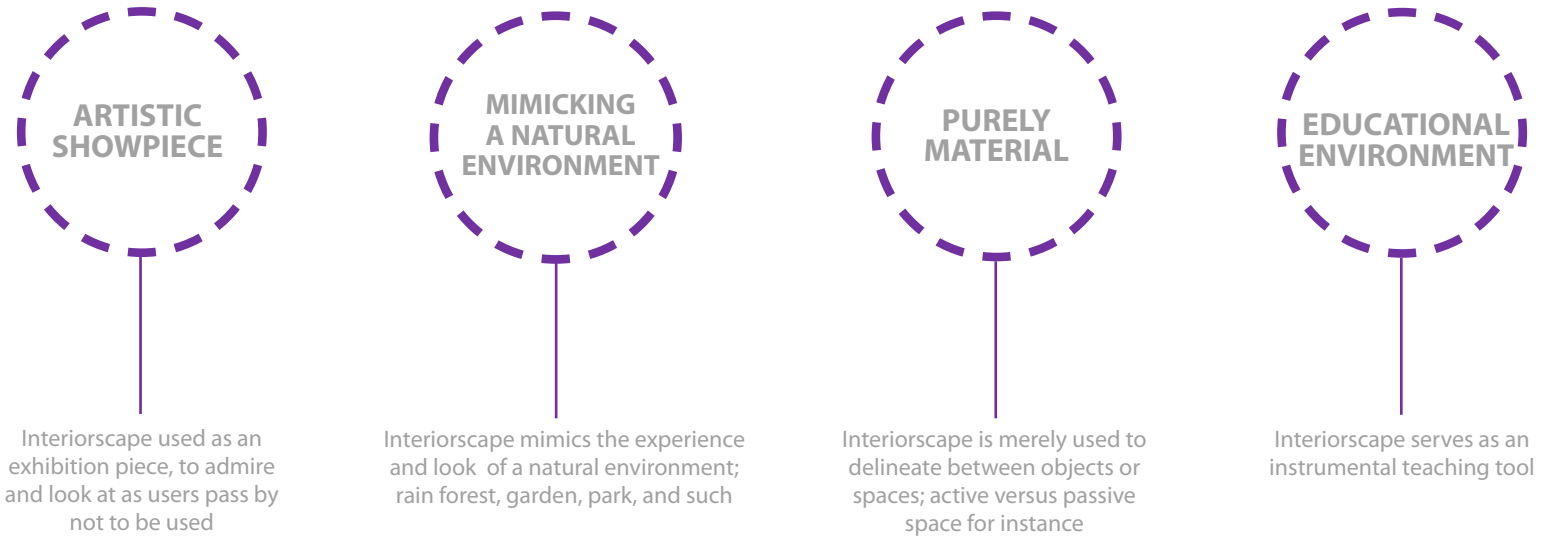 ARTISTIC
SHOWPIECE
MIMICKING
A NATURAL
ENVIRONMENT
PURELY
MATERIAL
EDUCATIONAL
ENVIRONMENT
Interiorscape used as an
exhibition piece, to admire
and look at as users pass by
not to be used
Interiorscape mimics the experience
and look  of a natural environment;
rain forest, garden, park, and such
Interiorscape is merely used to
delineate between objects or
spaces; active versus passive
space for instance
Interiorscape serves as an
instrumental teaching tool